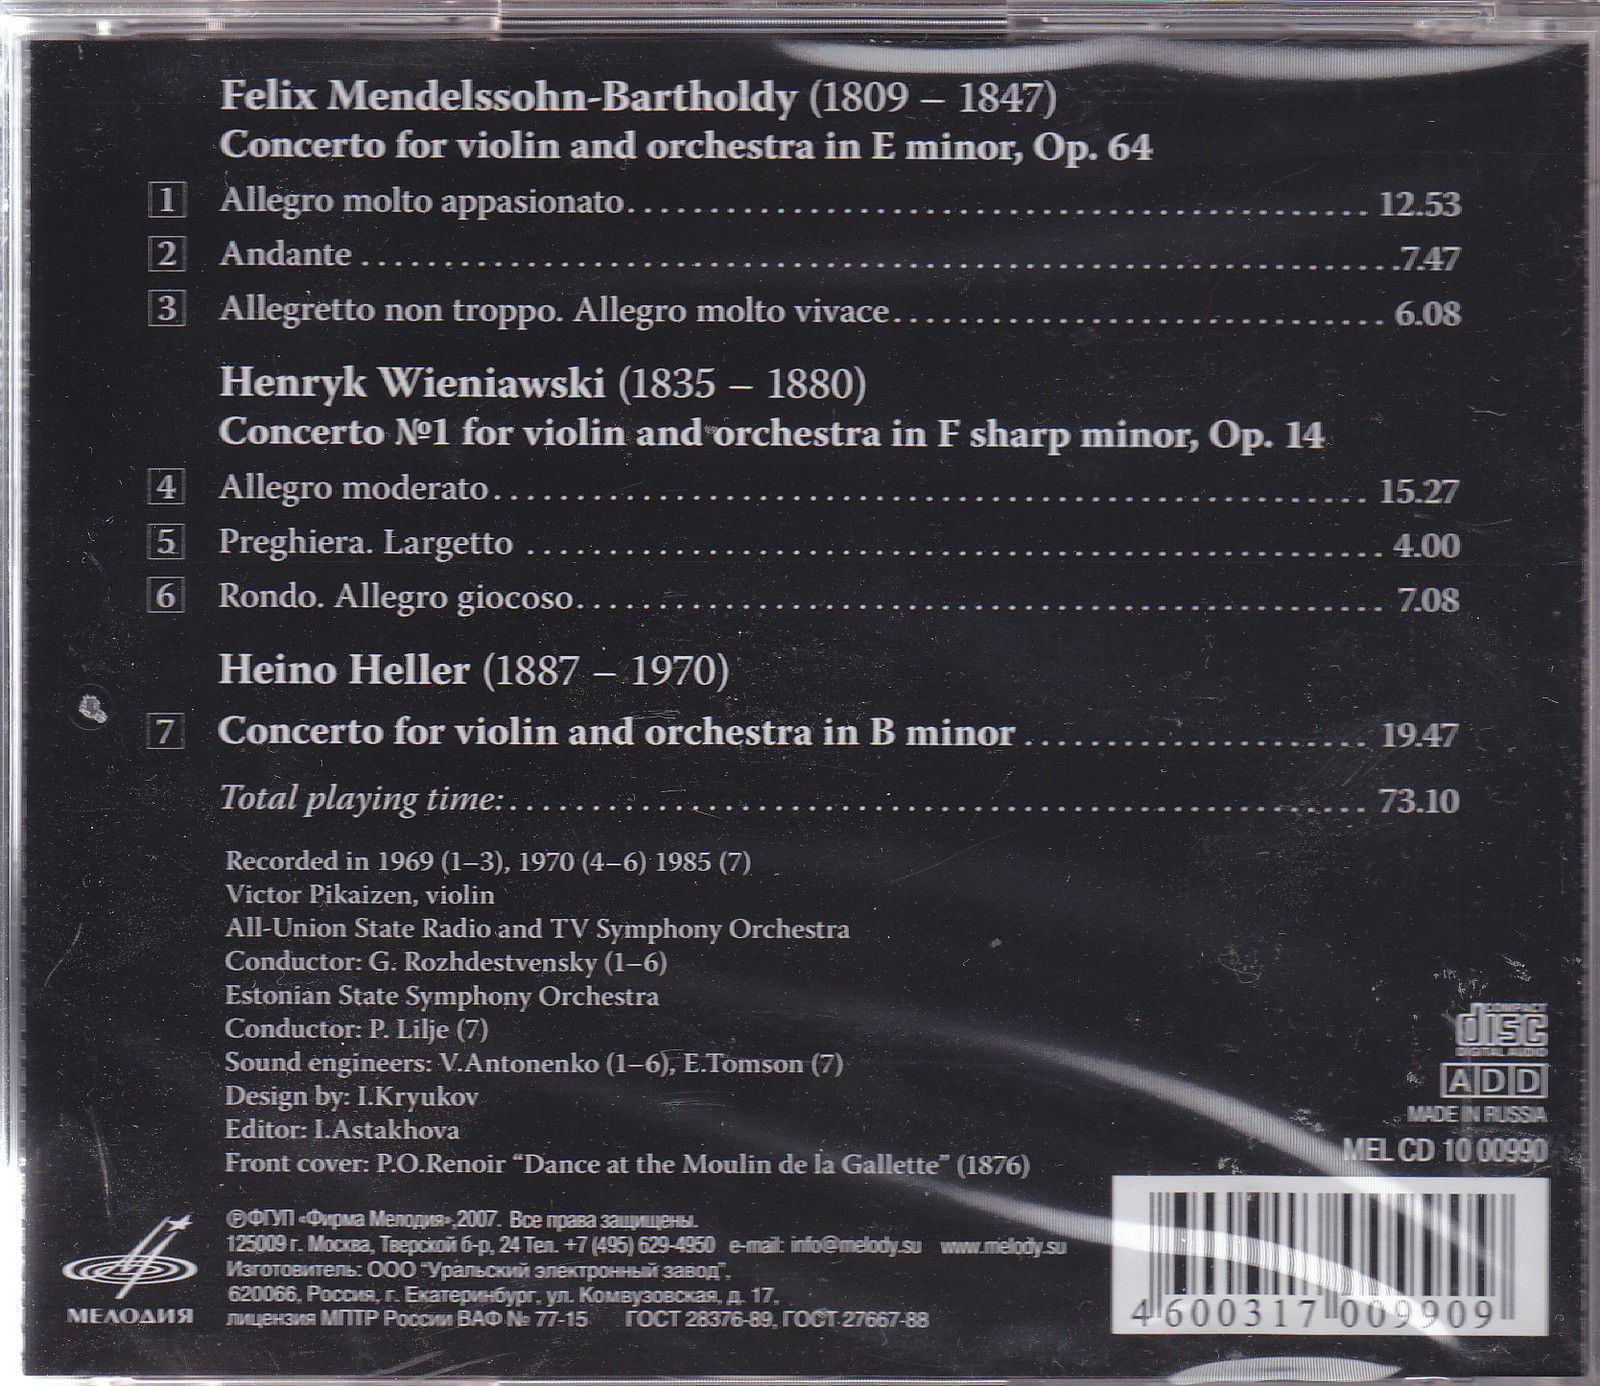 Felix Mendelssohn-Bartholdy (1809 – 1847)
Concerto for violin and orchestra in E minor, Op. 64
1 Allegro molto appasionato 12.53
2 Andante 7.47
3 Allegretto non troppo. Allegro molto vivace 6.08
Henryk Wieniawski (1835 – 1880)
Concerto №1 for violin and orchestra in F sharp minor, Op. 14
4 Allegro moderato 15.27
5 Preghiera. Largetto 4.00
6 Rondo. Allegro giocoso 7.08
Heino Heller (1887 – 1970)
7 Concerto for violin and orchestra in B minor 19.47
Total playing time: 73.10
Recorded in 1969 (1–3), 1970 (4–6) 1985 (7)
Victor Pikaizen, violin
All-Union State Radio and TV Symphony Orchestra
Conductor: G. Rozhdestvensky (1–6)
Estonian State Symphony Orchestra
Conductor: P. Lilje (7)
Sound engineers: V.Antonenko (1–6), E.Tomson (7)
Design by: I.Kryukov
Editor: I.Astakhova
Front cover: P.O.Renoir “Dance at the Moulin de la Gallette” (1876)
COMPACT
disc
DIGITAL AUDIO
ADD
MADE IN RUSSIA
MEL CD 10 00990
℗ФГУП «Фирма Мелодия»,2007. Все права защищены.
125009 г. Москва, Тверской б-р, 24 Тел. +7 (495) 629-4950 e-mail: info@melody.su www.melody.su
Изготовитель: ООО “Уральский электронный завод”,
620066, Россия, г. Екатеринбург, ул. Комвузовская, д. 17,
лицензия МПТР России ВАФ № 77-15 ГОСТ 28376-89, ГОСТ 27667-88
МЕЛОДИЯ
4 600317 009909